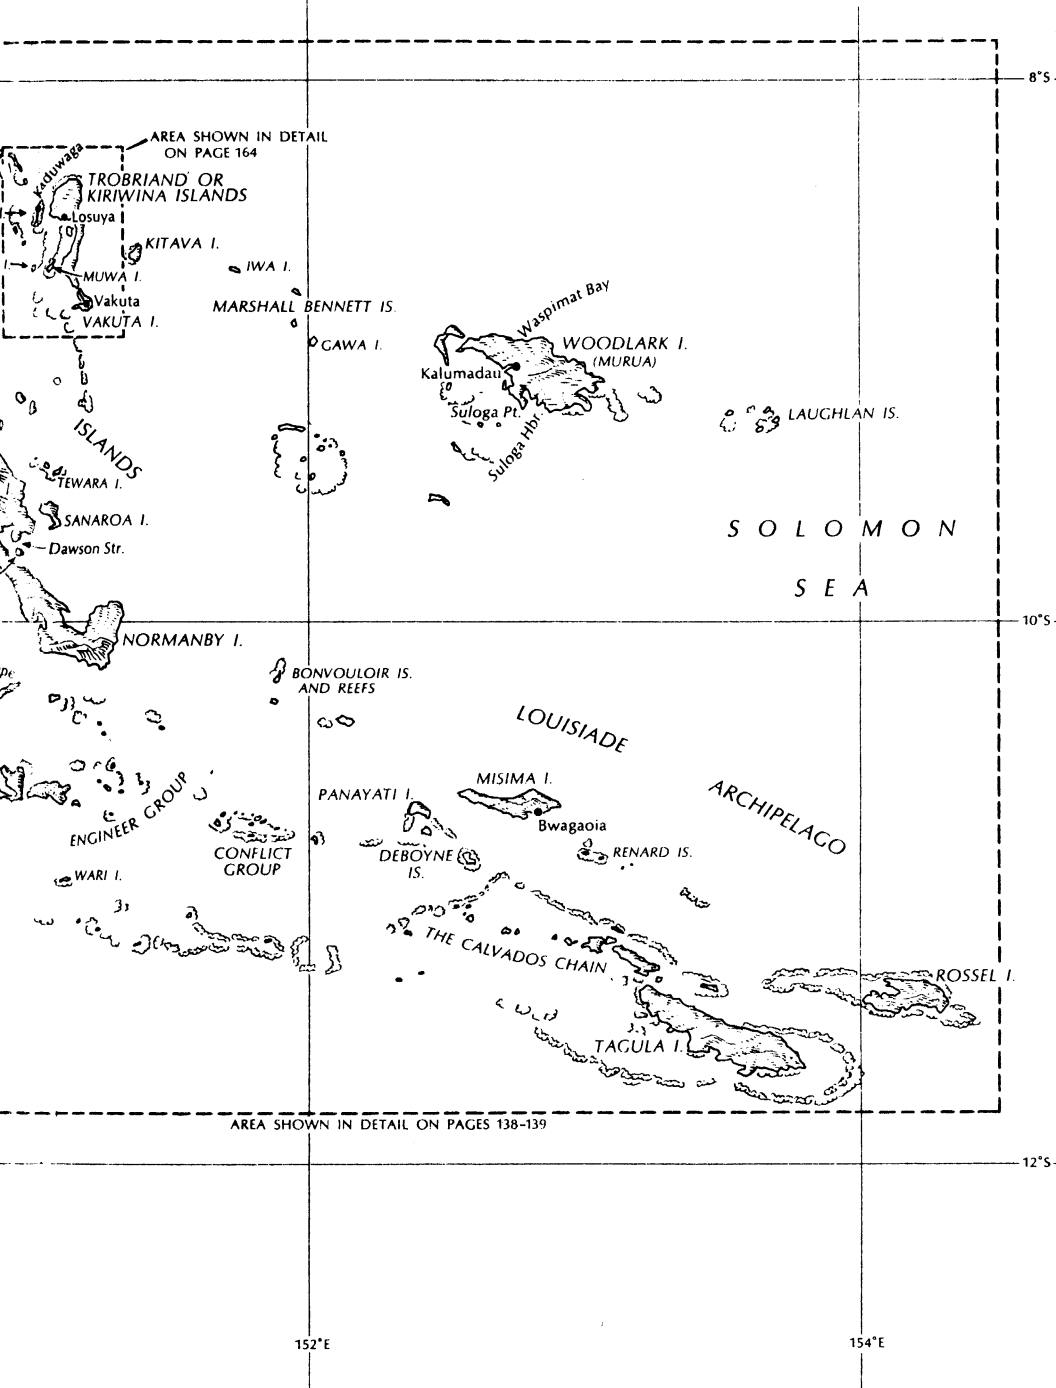 8°S
AREA SHOWN IN DETAIL
ON PAGE 164
Kaduwaga
TROBRIAND OR
KIRIWINA ISLANDS
Losuya
KITAVA I.
I.
IWA I.
MUWA I.
Vakuta
VAKUTA I.
MARSHALL BENNETT IS.
GAWA I.
Waspimat Bay
WOODLARK I.
(MURUA)
Kalumadau
Suloga Pt.
Suloga Hbr.
LAUGHLAN IS.
ISLANDS
TEWARA I.
SANAROA I.
Dawson Str.
SOLOMON
SEA
10°S
NORMANBY I.
BONVOULOIR IS.
AND REEFS
LOUISIADE
ARCHIPELAGO
MISIMA I.
PANAYATI I.
Bwagaoia
ENGINEER GROUP
CONFLICT
GROUP
DEBOYNE
IS.
RENARD IS.
WARI I.
THE CALVADOS CHAIN
ROSSEL I.
TAGULA I.
AREA SHOWN IN DETAIL ON PAGES 138-139
12°S
152°E
154°E